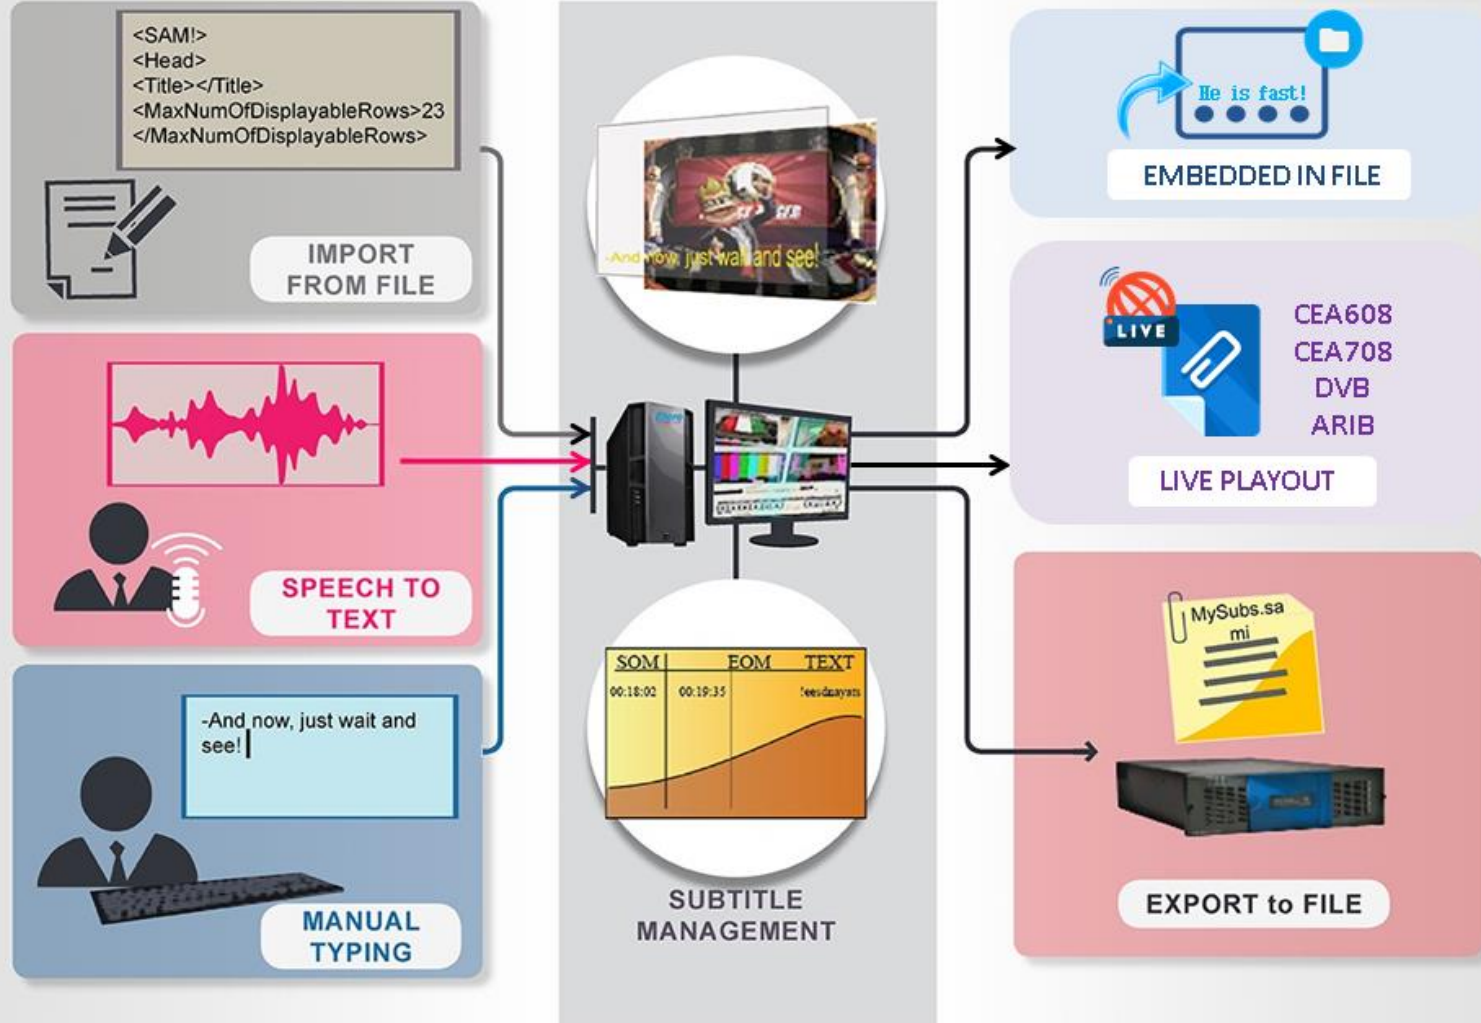 <SAM!>
<Head>
<Title></Title>
<MaxNumOfDisplayableRows>23
</MaxNumOfDisplayableRows>
IMPORT
FROM FILE
SPEECH TO
TEXT
-And now, just wait and
see!
MANUAL
TYPING
-And now, just wait and see!
SOM EOM TEXT
00:18:02 00:19:35
SUBTITLE
MANAGEMENT
He is fast!
EMBEDDED IN FILE
LIVE
CEA608
CEA708
DVB
ARIB
LIVE PLAYOUT
MySubs.sa
mi
EXPORT to FILE